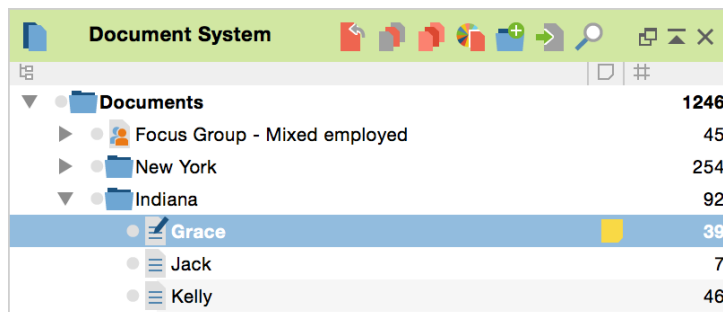 Document System
#
Documents 1246
Focus Group - Mixed employed 45
New York 254
Indiana 92
Grace 39
Jack 7
Kelly 46